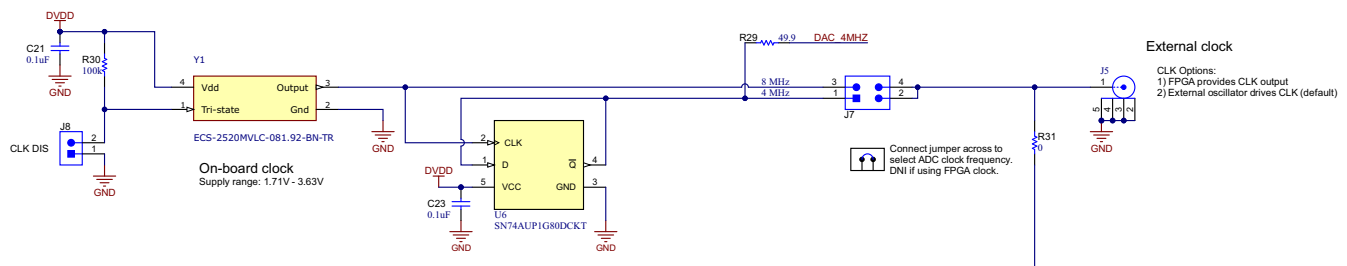 DVDD
C21
0.1uF
GND
R30
100k
J8
2
1
CLK DIS
GND
Y1
4 Vdd Output 3
1 Tri-state Gnd 2
ECS-2520MVLC-081.92-BN-TR
GND
On-board clock
Supply range: 1.71V - 3.63V
DVDD
C23
0.1uF
GND
2 CLK
1 D Q 4
5 VCC GND 3
U6
SN74AUP1G80DCKT
GND
R29 49.9 DAC_4MHZ
8 MHz 3 4
4 MHz 1 2
J7
Connect jumper across to
select ADC clock frequency.
DNI if using FPGA clock.
R31
0
External clock
J5
1
5 4 3 2
GND
CLK Options:
1) FPGA provides CLK output
2) External oscillator drives CLK (default)